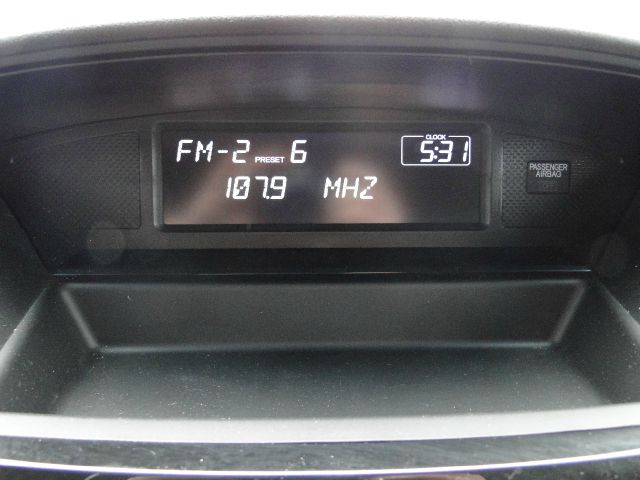 CLOCK
FM-2 PRESET 6 5:31
107.9 MHZ
PASSENGER
AIRBAG